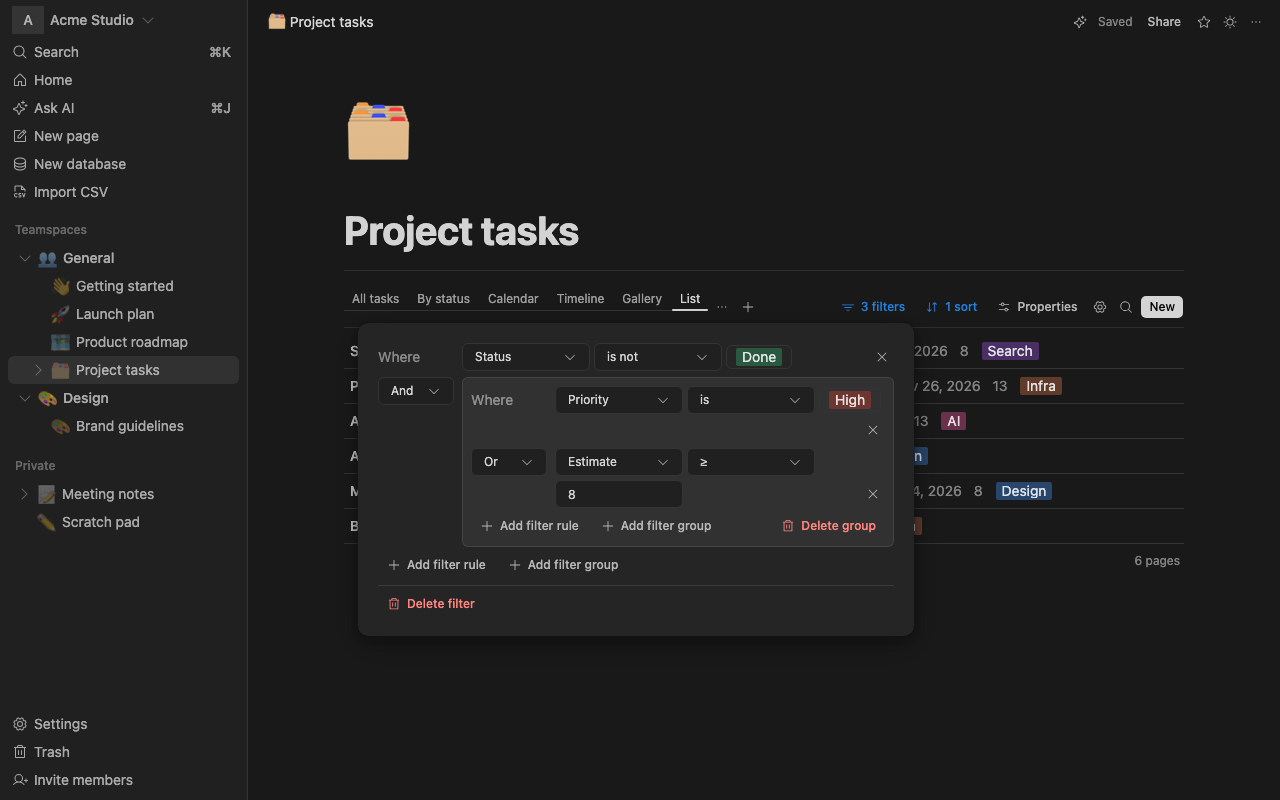 A Acme Studio
Search ⌘K
Home
Ask AI ⌘J
New page
New database
CSV Import CSV
Teamspaces
General
Getting started
Launch plan
Product roadmap
Project tasks
Design
Brand guidelines
Private
Meeting notes
Scratch pad
Settings
Trash
Invite members
Project tasks
Saved Share
Project tasks
All tasks By status Calendar Timeline Gallery List
3 filters 1 sort Properties New
2026 8 Search
26, 2026 13 Infra
13 AI
4, 2026 8 Design
6 pages
Where Status is not Done
And Where Priority is High
Or Estimate ≥
8
+ Add filter rule + Add filter group Delete group
+ Add filter rule + Add filter group
Delete filter